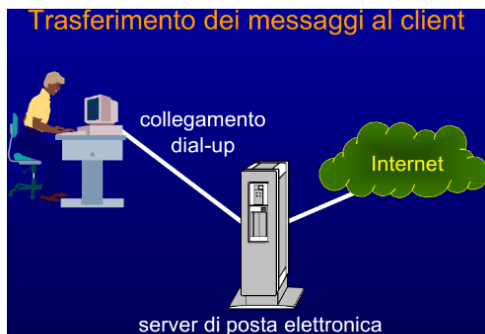 Trasferimento dei messaggi al client
collegamento
dial-up
Internet
server di posta elettronica